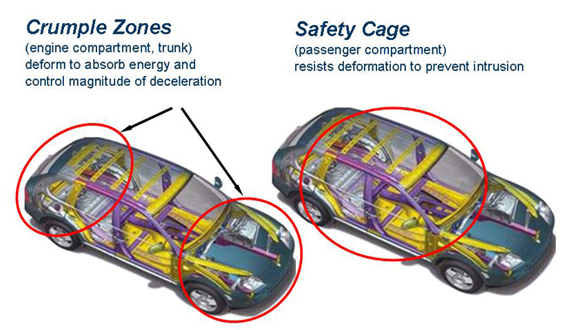 Crumple Zones
(engine compartment, trunk)
deform to absorb energy and
control magnitude of deceleration
Safety Cage
(passenger compartment)
resists deformation to prevent intrusion